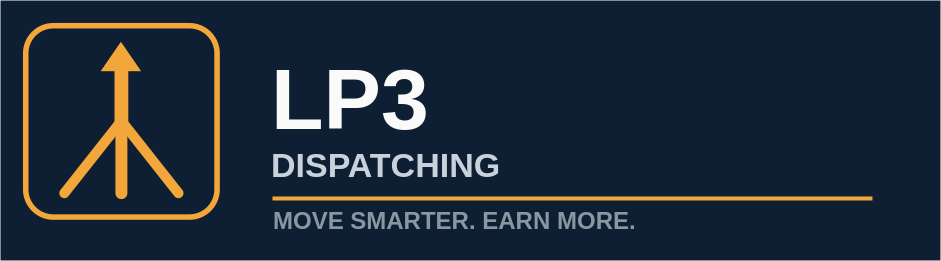 LP3
DISPATCHING
MOVE SMARTER. EARN MORE.